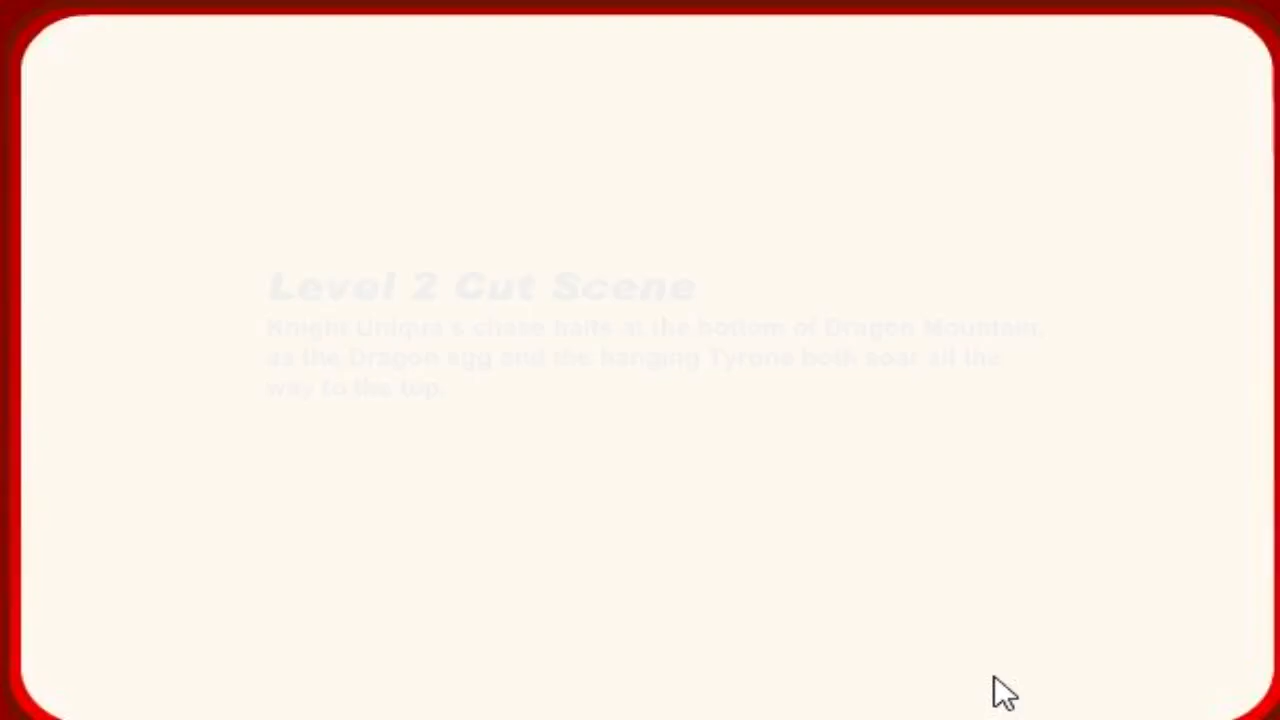 Level 2 Cut Scene
Knight Unique's chase halts at the bottom of Dragon Mountain,
as the Dragon egg and the hanging Tyrone both soar all the
way to the top.